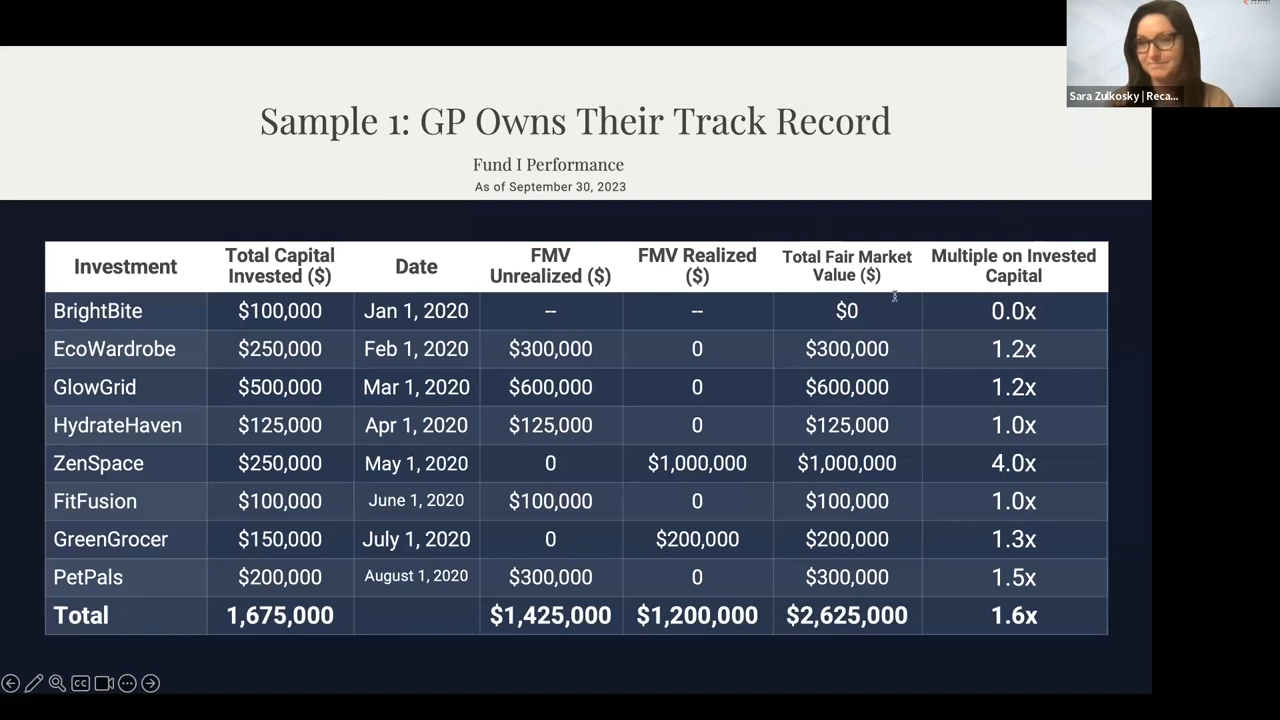 Sara Zulkosky | Reca...
Sample 1: GP Owns Their Track Record
Fund I Performance
As of September 30, 2023
Investment Total Capital Invested ($) Date FMV Unrealized ($) FMV Realized ($) Total Fair Market Value ($) Multiple on Invested Capital
BrightBite $100,000 Jan 1, 2020 -- -- $0 0.0x
EcoWardrobe $250,000 Feb 1, 2020 $300,000 0 $300,000 1.2x
GlowGrid $500,000 Mar 1, 2020 $600,000 0 $600,000 1.2x
HydrateHaven $125,000 Apr 1, 2020 $125,000 0 $125,000 1.0x
ZenSpace $250,000 May 1, 2020 0 $1,000,000 $1,000,000 4.0x
FitFusion $100,000 June 1, 2020 $100,000 0 $100,000 1.0x
GreenGrocer $150,000 July 1, 2020 0 $200,000 $200,000 1.3x
PetPals $200,000 August 1, 2020 $300,000 0 $300,000 1.5x
Total 1,675,000 $1,425,000 $1,200,000 $2,625,000 1.6x
CC